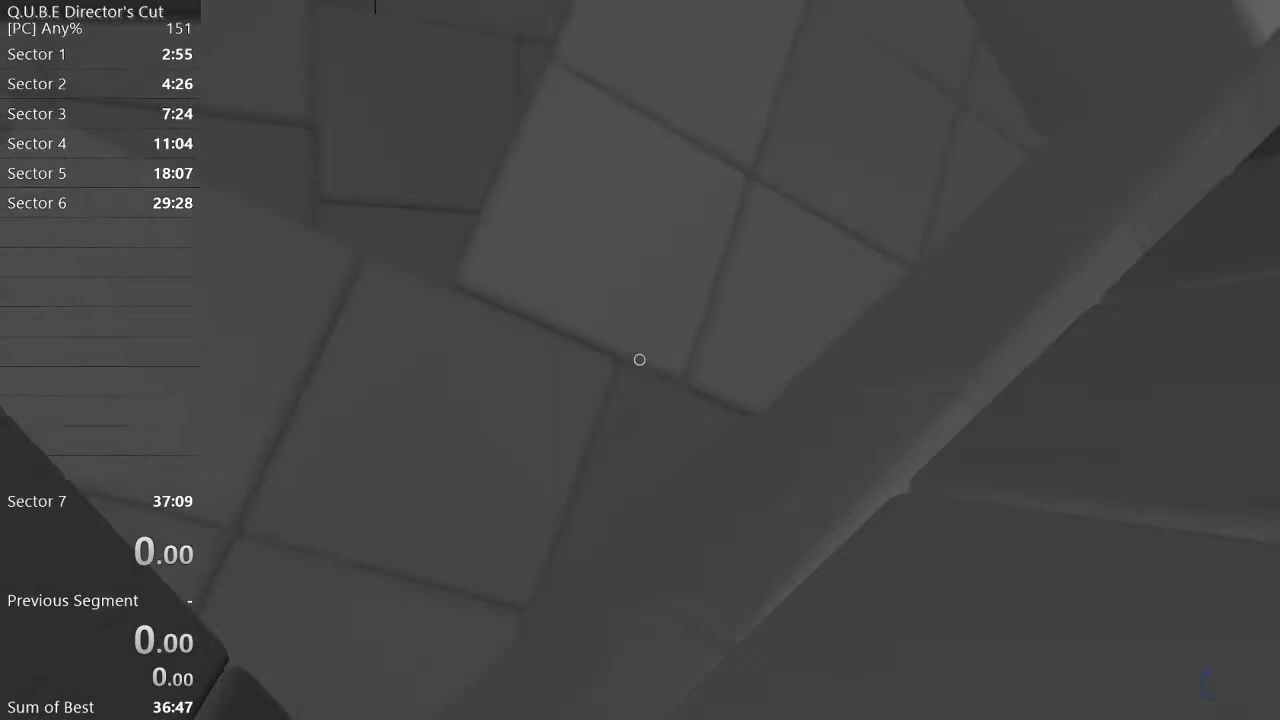 Q.U.B.E Director's Cut
[PC] Any% 151
Sector 1 2:55
Sector 2 4:26
Sector 3 7:24
Sector 4 11:04
Sector 5 18:07
Sector 6 29:28
Sector 7 37:09
0.00
Previous Segment -
0.00
0.00
Sum of Best 36:47